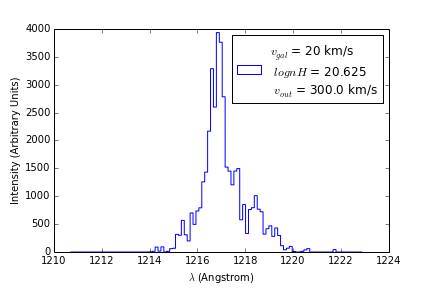 4000
3500
3000
2500
2000
1500
1000
500
0
Intensity (Arbitrary Units)
v_gal = 20 km/s
lognH = 20.625
v_out = 300.0 km/s
1210 1212 1214 1216 1218 1220 1222 1224
λ (Angstrom)